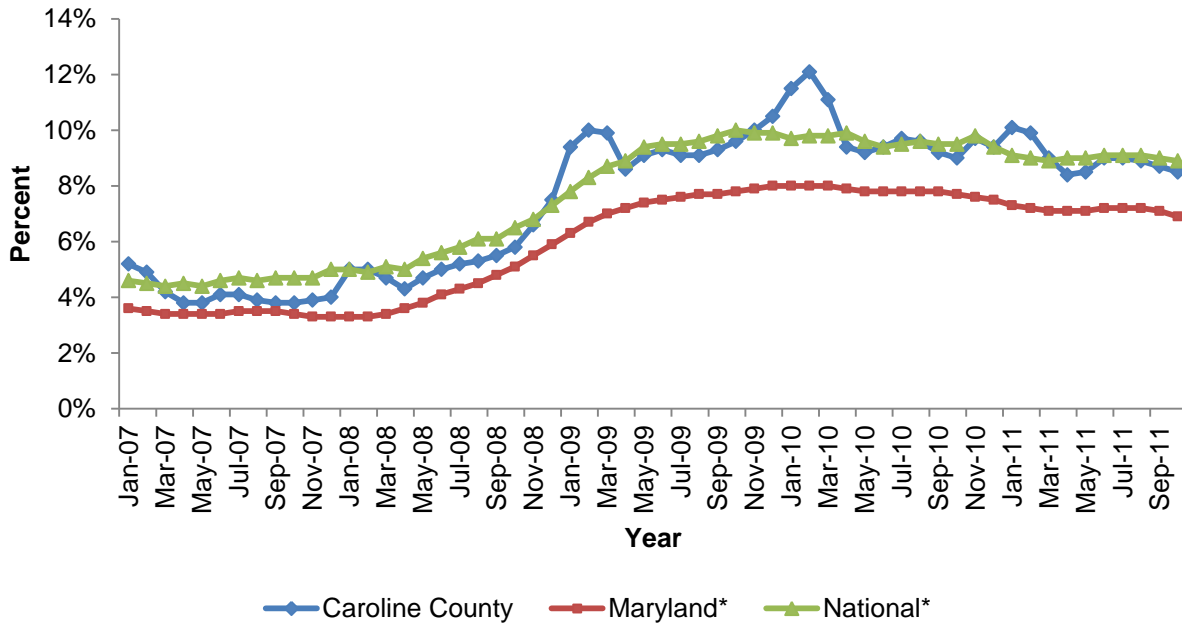 14%
12%
10%
8%
6%
4%
2%
0%
Percent
Jan-07
Mar-07
May-07
Jul-07
Sep-07
Nov-07
Jan-08
Mar-08
May-08
Jul-08
Sep-08
Nov-08
Jan-09
Mar-09
May-09
Jul-09
Sep-09
Nov-09
Jan-10
Mar-10
May-10
Jul-10
Sep-10
Nov-10
Jan-11
Mar-11
May-11
Jul-11
Sep-11
Year
Caroline County Maryland* National*